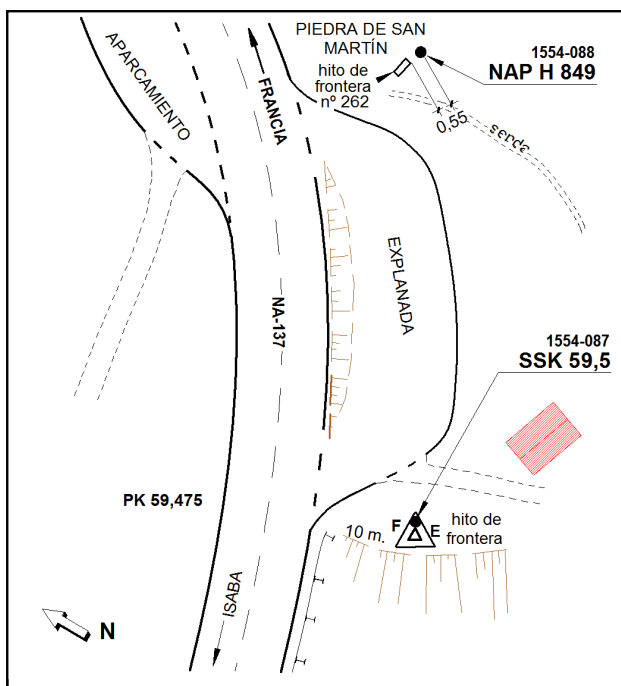 PIEDRA DE SAN
MARTÍN
hito de
frontera
nº 262
1554-088
NAP H 849
0,55
senda
APARCAMIENTO
FRANCIA
EXPLANADA
NA-137
1554-087
SSK 59,5
PK 59,475
10 m.
F
E
hito de
frontera
ISABA
N